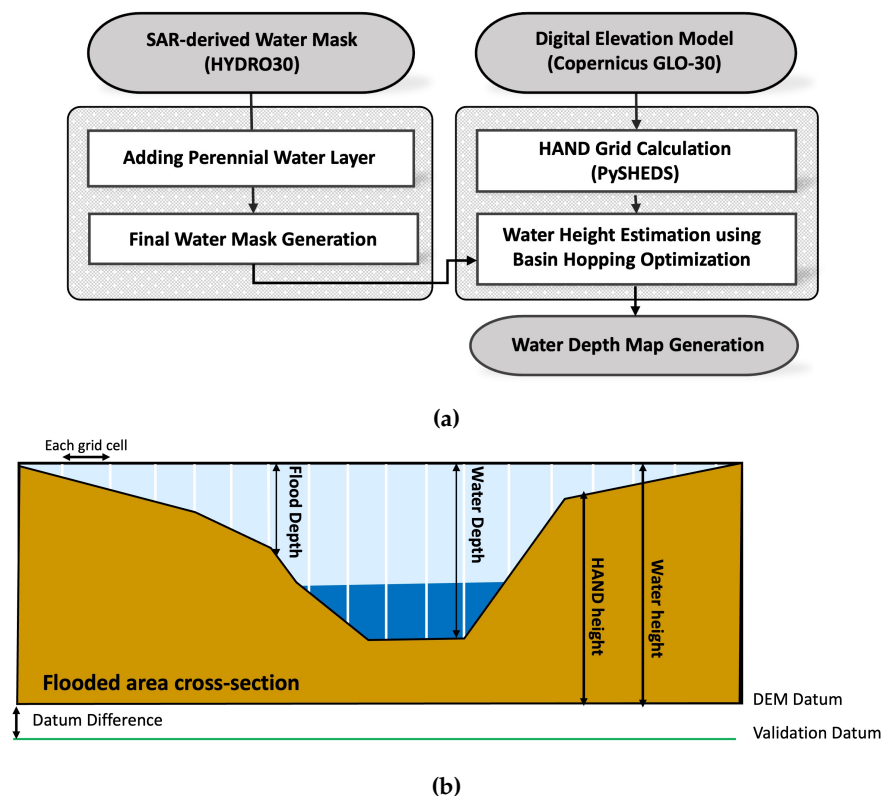 SAR-derived Water Mask
(HYDRO30)
Digital Elevation Model
(Copernicus GLO-30)
Adding Perennial Water Layer
HAND Grid Calculation
(PySHEDS)
Final Water Mask Generation
Water Height Estimation using
Basin Hopping Optimization
Water Depth Map Generation
(a)
Each grid cell
Flood Depth
Water Depth
HAND height
Water height
Flooded area cross-section
DEM Datum
Datum Difference
Validation Datum
(b)